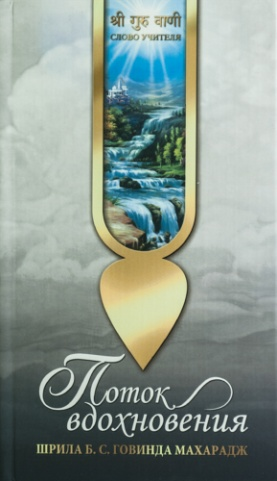 श्री गुरु वाणी
СЛОВО УЧИТЕЛЯ
Поток
вдохновения
ШРИЛА Б. С. ГОВИНДА МАХАРАДЖ